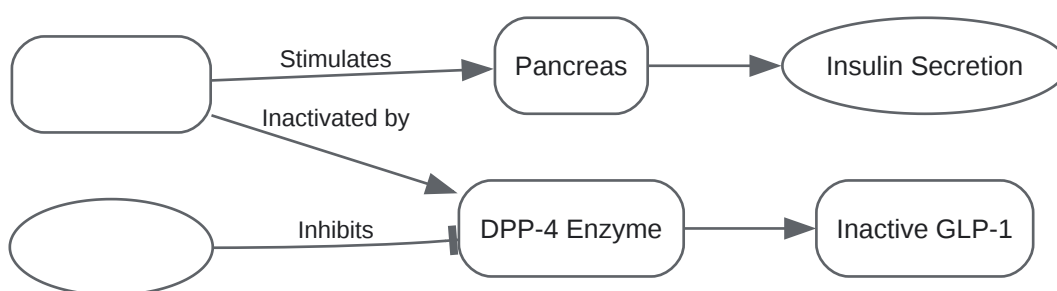 Stimulates
Pancreas
Insulin Secretion
Inactivated by
Inhibits
DPP-4 Enzyme
Inactive GLP-1